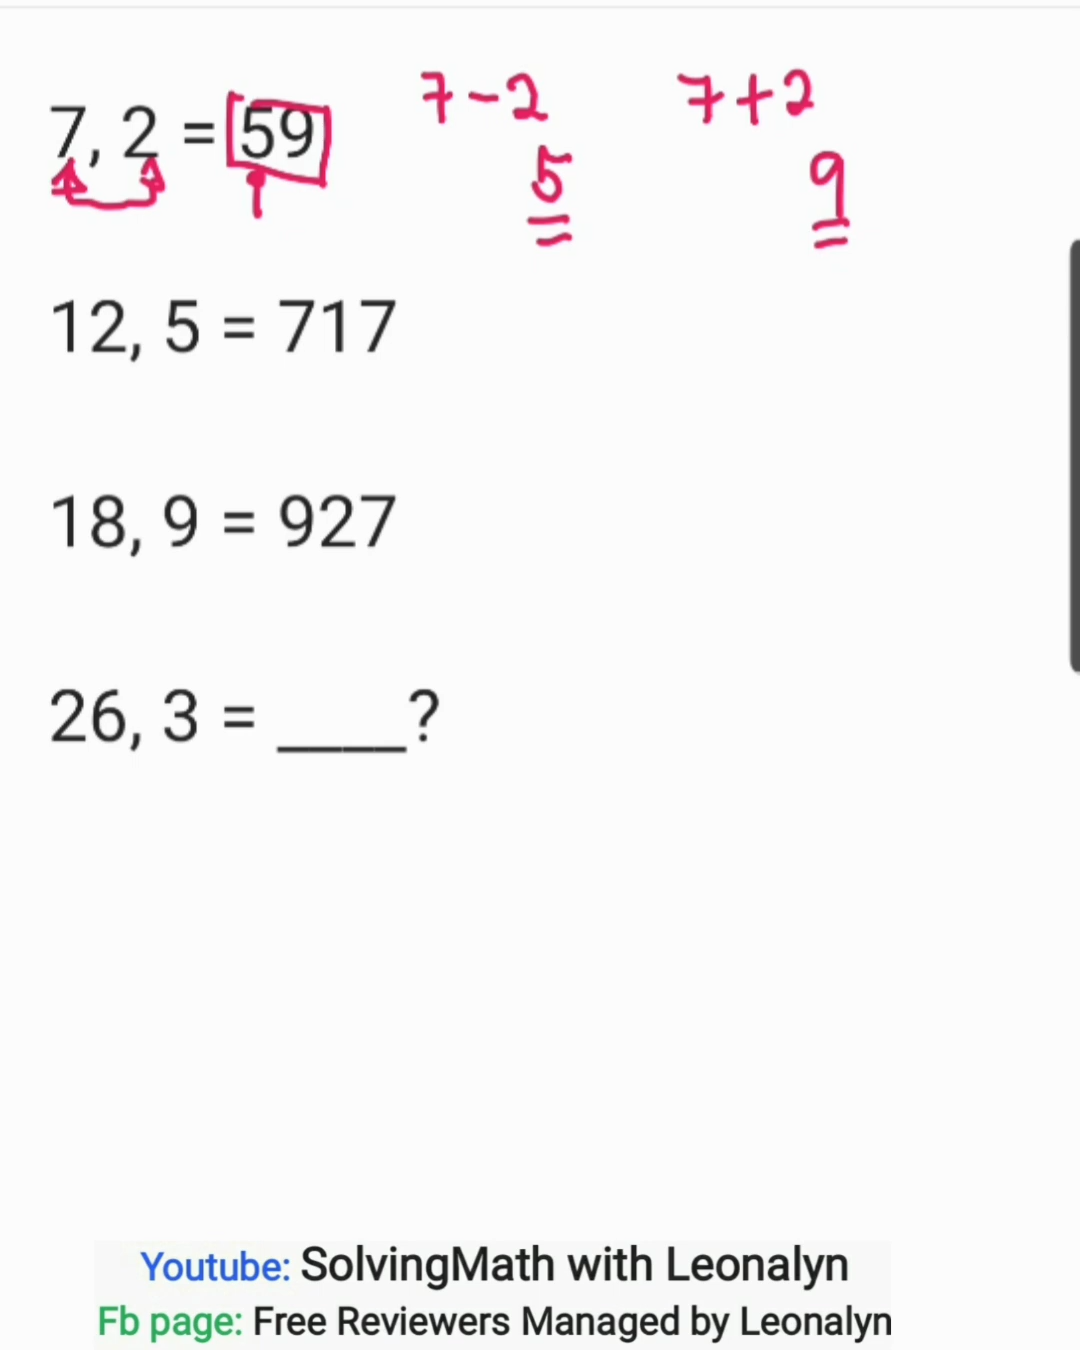 7, 2 = 59 7-2 7+2
5 9
12, 5 = 717
18, 9 = 927
26, 3 = ____?
Youtube: SolvingMath with Leonalyn
Fb page: Free Reviewers Managed by Leonalyn